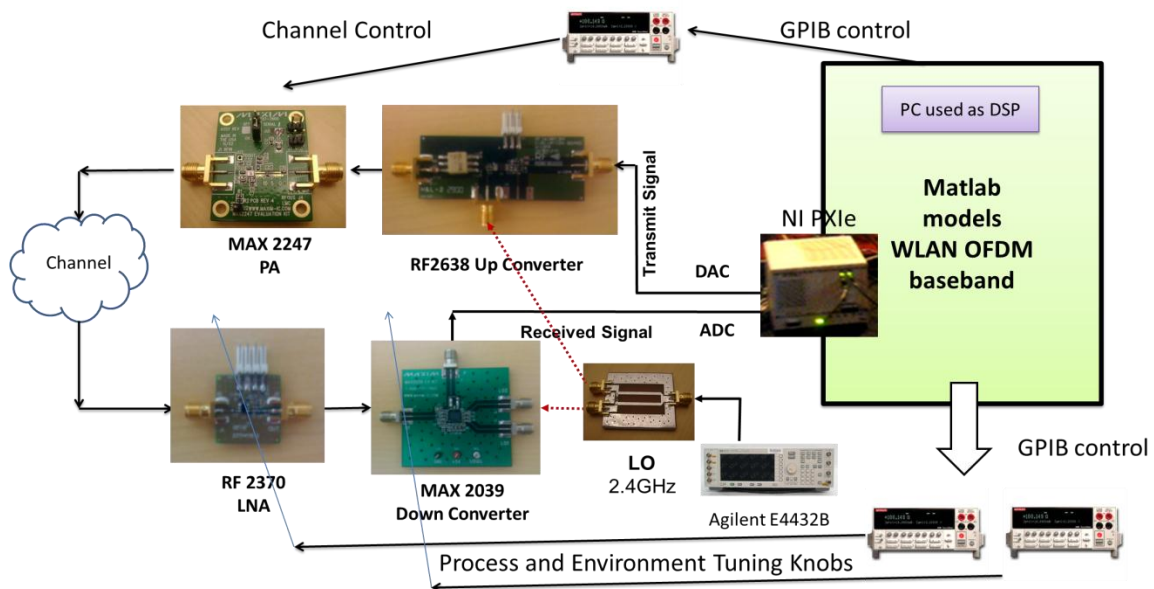 Channel Control
GPIB control
PC used as DSP
Matlab
models
WLAN OFDM
baseband
NI PXIe
MAX 2247
PA
RF2638 Up Converter
Transmit Signal
DAC
Channel
Received Signal
ADC
RF 2370
LNA
MAX 2039
Down Converter
LO
2.4GHz
Agilent E4432B
GPIB control
Process and Environment Tuning Knobs